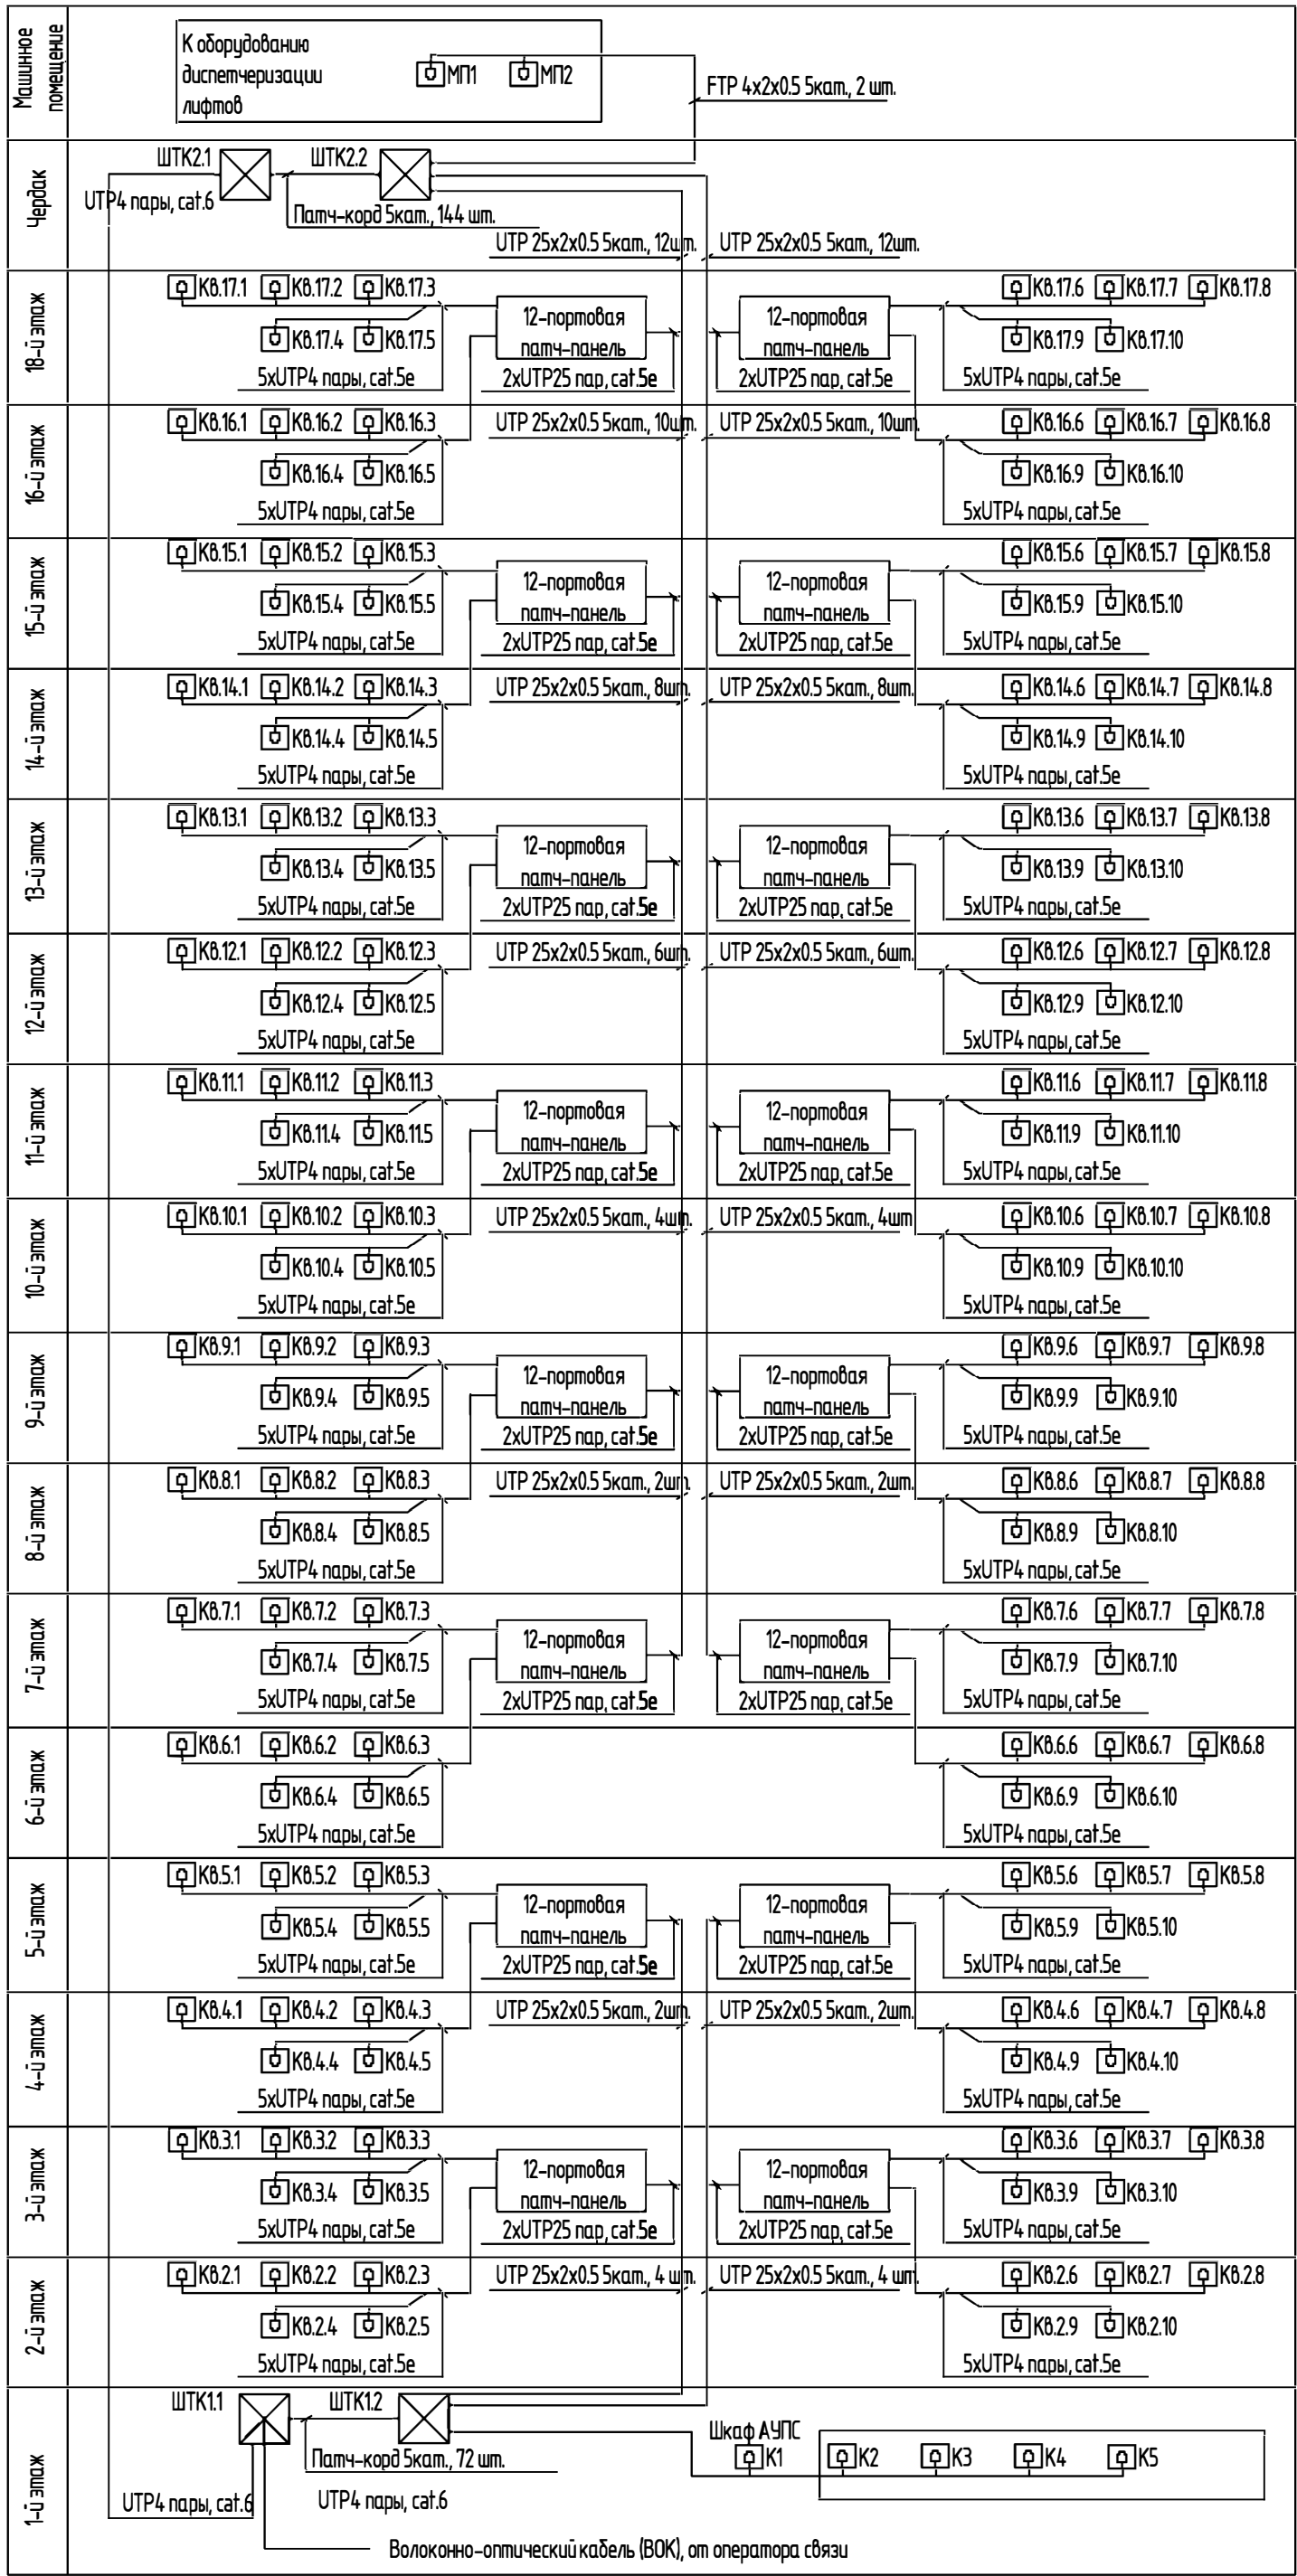 Машинное
помещение
К оборудованию
диспетчеризации
лифтов
МП1 МП2
FTP 4x2x0.5 5кат., 2 шт.
Чердак
ШТК2.1 ШТК2.2
UTP4 пары, cat.6
Патч-корд 5кат., 144 шт.
UTP 25x2x0.5 5кат., 12шт. UTP 25x2x0.5 5кат., 12шт.
18-й этаж
Кв.17.1 Кв.17.2 Кв.17.3 Кв.17.6 Кв.17.7 Кв.17.8
12-портовая 12-портовая
Кв.17.4 Кв.17.5 Кв.17.9 Кв.17.10
патч-панель патч-панель
5xUTP4 пары, cat.5e 2xUTP25 пар, cat.5e 2xUTP25 пар, cat.5e 5xUTP4 пары, cat.5e
16-й этаж
Кв.16.1 Кв.16.2 Кв.16.3 UTP 25x2x0.5 5кат., 10шт. UTP 25x2x0.5 5кат., 10шт. Кв.16.6 Кв.16.7 Кв.16.8
Кв.16.4 Кв.16.5 Кв.16.9 Кв.16.10
5xUTP4 пары, cat.5e 5xUTP4 пары, cat.5e
15-й этаж
Кв.15.1 Кв.15.2 Кв.15.3 Кв.15.6 Кв.15.7 Кв.15.8
12-портовая 12-портовая
Кв.15.4 Кв.15.5 Кв.15.9 Кв.15.10
патч-панель патч-панель
5xUTP4 пары, cat.5e 2xUTP25 пар, cat.5e 2xUTP25 пар, cat.5e 5xUTP4 пары, cat.5e
14-й этаж
Кв.14.1 Кв.14.2 Кв.14.3 UTP 25x2x0.5 5кат., 8шт. UTP 25x2x0.5 5кат., 8шт. Кв.14.6 Кв.14.7 Кв.14.8
Кв.14.4 Кв.14.5 Кв.14.9 Кв.14.10
5xUTP4 пары, cat.5e 5xUTP4 пары, cat.5e
13-й этаж
Кв.13.1 Кв.13.2 Кв.13.3 Кв.13.6 Кв.13.7 Кв.13.8
12-портовая 12-портовая
Кв.13.4 Кв.13.5 Кв.13.9 Кв.13.10
патч-панель патч-панель
5xUTP4 пары, cat.5e 2xUTP25 пар, cat.5e 2xUTP25 пар, cat.5e 5xUTP4 пары, cat.5e
12-й этаж
Кв.12.1 Кв.12.2 Кв.12.3 UTP 25x2x0.5 5кат., 6шт. UTP 25x2x0.5 5кат., 6шт. Кв.12.6 Кв.12.7 Кв.12.8
Кв.12.4 Кв.12.5 Кв.12.9 Кв.12.10
5xUTP4 пары, cat.5e 5xUTP4 пары, cat.5e
11-й этаж
Кв.11.1 Кв.11.2 Кв.11.3 Кв.11.6 Кв.11.7 Кв.11.8
12-портовая 12-портовая
Кв.11.4 Кв.11.5 Кв.11.9 Кв.11.10
патч-панель патч-панель
5xUTP4 пары, cat.5e 2xUTP25 пар, cat.5e 2xUTP25 пар, cat.5e 5xUTP4 пары, cat.5e
10-й этаж
Кв.10.1 Кв.10.2 Кв.10.3 UTP 25x2x0.5 5кат., 4шт. UTP 25x2x0.5 5кат., 4шт Кв.10.6 Кв.10.7 Кв.10.8
Кв.10.4 Кв.10.5 Кв.10.9 Кв.10.10
5xUTP4 пары, cat.5e 5xUTP4 пары, cat.5e
9-й этаж
Кв.9.1 Кв.9.2 Кв.9.3 Кв.9.6 Кв.9.7 Кв.9.8
12-портовая 12-портовая
Кв.9.4 Кв.9.5 Кв.9.9 Кв.9.10
патч-панель патч-панель
5xUTP4 пары, cat.5e 2xUTP25 пар, cat.5e 2xUTP25 пар, cat.5e 5xUTP4 пары, cat.5e
8-й этаж
Кв.8.1 Кв.8.2 Кв.8.3 UTP 25x2x0.5 5кат., 2шт. UTP 25x2x0.5 5кат., 2шт. Кв.8.6 Кв.8.7 Кв.8.8
Кв.8.4 Кв.8.5 Кв.8.9 Кв.8.10
5xUTP4 пары, cat.5e 5xUTP4 пары, cat.5e
7-й этаж
Кв.7.1 Кв.7.2 Кв.7.3 Кв.7.6 Кв.7.7 Кв.7.8
12-портовая 12-портовая
Кв.7.4 Кв.7.5 Кв.7.9 Кв.7.10
патч-панель патч-панель
5xUTP4 пары, cat.5e 2xUTP25 пар, cat.5e 2xUTP25 пар, cat.5e 5xUTP4 пары, cat.5e
6-й этаж
Кв.6.1 Кв.6.2 Кв.6.3 Кв.6.6 Кв.6.7 Кв.6.8
Кв.6.4 Кв.6.5 Кв.6.9 Кв.6.10
5xUTP4 пары, cat.5e 5xUTP4 пары, cat.5e
5-й этаж
Кв.5.1 Кв.5.2 Кв.5.3 Кв.5.6 Кв.5.7 Кв.5.8
12-портовая 12-портовая
Кв.5.4 Кв.5.5 Кв.5.9 Кв.5.10
патч-панель патч-панель
5xUTP4 пары, cat.5e 2xUTP25 пар, cat.5e 2xUTP25 пар, cat.5e 5xUTP4 пары, cat.5e
4-й этаж
Кв.4.1 Кв.4.2 Кв.4.3 UTP 25x2x0.5 5кат., 2шт. UTP 25x2x0.5 5кат., 2шт. Кв.4.6 Кв.4.7 Кв.4.8
Кв.4.4 Кв.4.5 Кв.4.9 Кв.4.10
5xUTP4 пары, cat.5e 5xUTP4 пары, cat.5e
3-й этаж
Кв.3.1 Кв.3.2 Кв.3.3 Кв.3.6 Кв.3.7 Кв.3.8
12-портовая 12-портовая
Кв.3.4 Кв.3.5 Кв.3.9 Кв.3.10
патч-панель патч-панель
5xUTP4 пары, cat.5e 2xUTP25 пар, cat.5e 2xUTP25 пар, cat.5e 5xUTP4 пары, cat.5e
2-й этаж
Кв.2.1 Кв.2.2 Кв.2.3 UTP 25x2x0.5 5кат., 4 шт. UTP 25x2x0.5 5кат., 4 шт. Кв.2.6 Кв.2.7 Кв.2.8
Кв.2.4 Кв.2.5 Кв.2.9 Кв.2.10
5xUTP4 пары, cat.5e 5xUTP4 пары, cat.5e
1-й этаж
ШТК1.1 ШТК1.2
Шкаф АУПС
Патч-корд 5кат., 72 шт. К1 К2 К3 К4 К5
UTP4 пары, cat.6 UTP4 пары, cat.6
Волоконно-оптический кабель (ВОК), от оператора связи